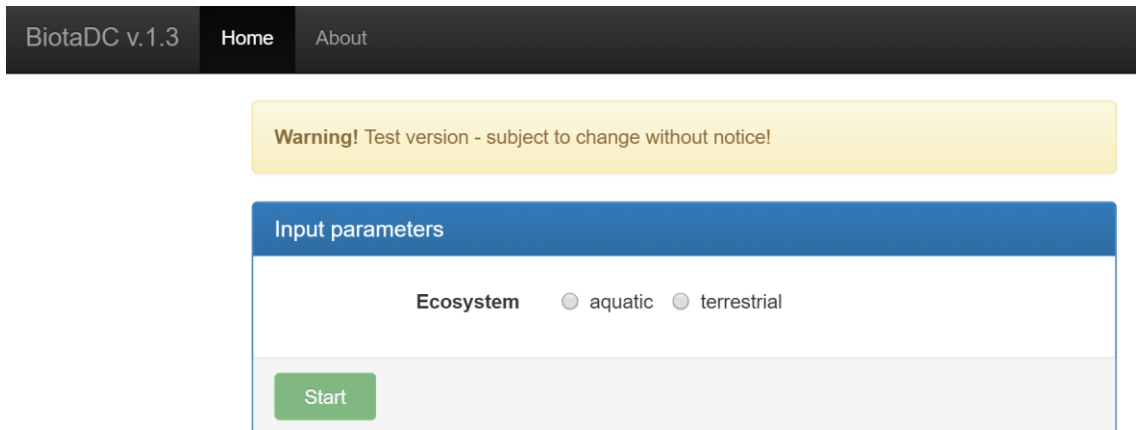 BiotaDC v.1.3 Home About
Warning! Test version - subject to change without notice!
Input parameters
Ecosystem aquatic terrestrial
Start